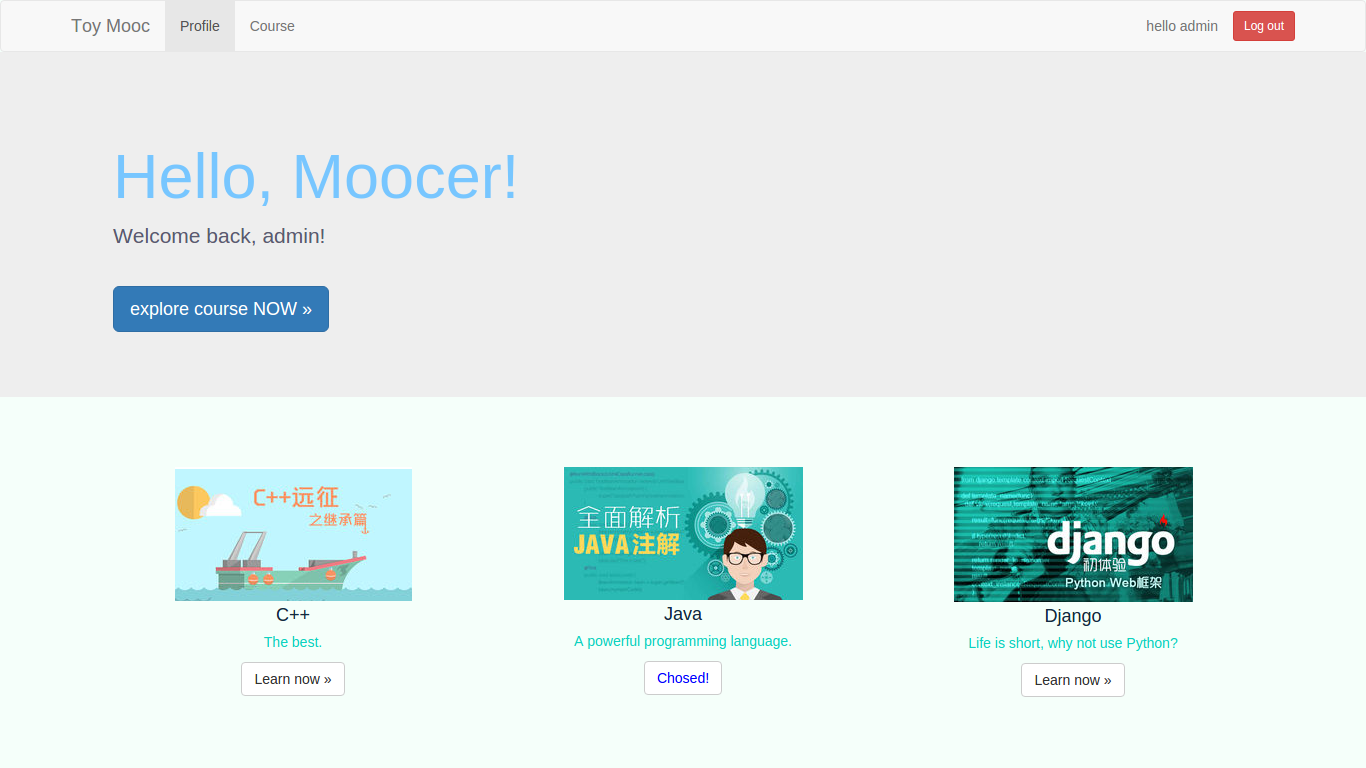 Toy Mooc
Profile
Course
hello admin
Log out
Hello, Moocer!
Welcome back, admin!
explore course NOW »
C++远征
之继承篇
C++
The best.
Learn now »
全面解析
JAVA注解
Java
A powerful programming language.
Chosed!
django
初体验
Python Web框架
Django
Life is short, why not use Python?
Learn now »